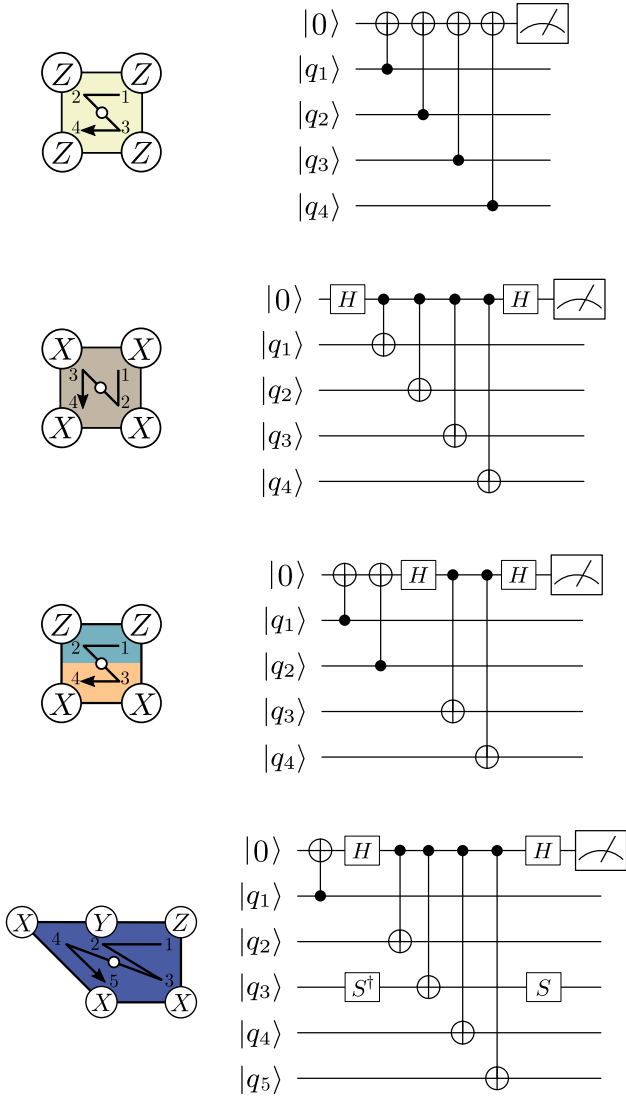 Z Z
2 1
4 3
Z Z
|0⟩
|q₁⟩
|q₂⟩
|q₃⟩
|q₄⟩
X X
3 1
4 2
X X
|0⟩ H H
|q₁⟩
|q₂⟩
|q₃⟩
|q₄⟩
Z Z
2 1
4 3
X X
|0⟩ H H
|q₁⟩
|q₂⟩
|q₃⟩
|q₄⟩
X Y Z
4 2 1
5 3
X X
|0⟩ H H
|q₁⟩
|q₂⟩
|q₃⟩ S† S
|q₄⟩
|q₅⟩